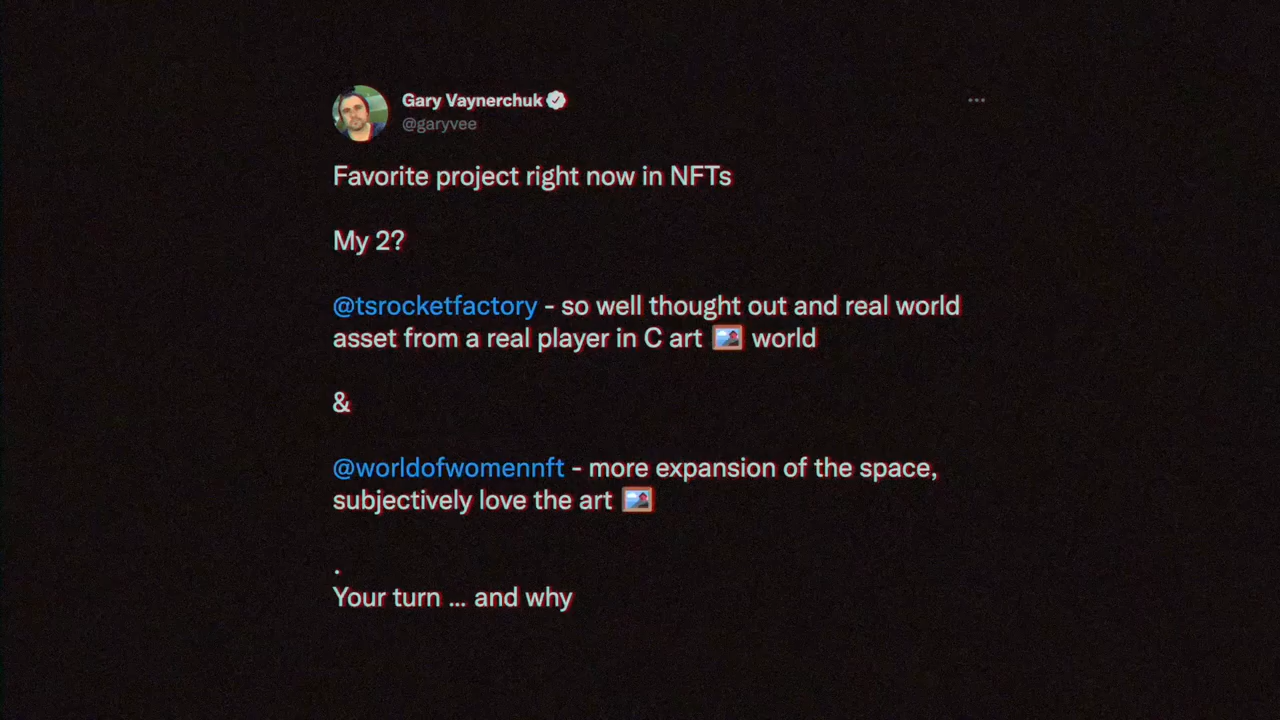 Gary Vaynerchuk
@garyvee
Favorite project right now in NFTs
My 2?
@tsrocketfactory - so well thought out and real world
asset from a real player in C art 🖼️ world
&
@worldofwomennft - more expansion of the space,
subjectively love the art 🖼️
.
Your turn ... and why